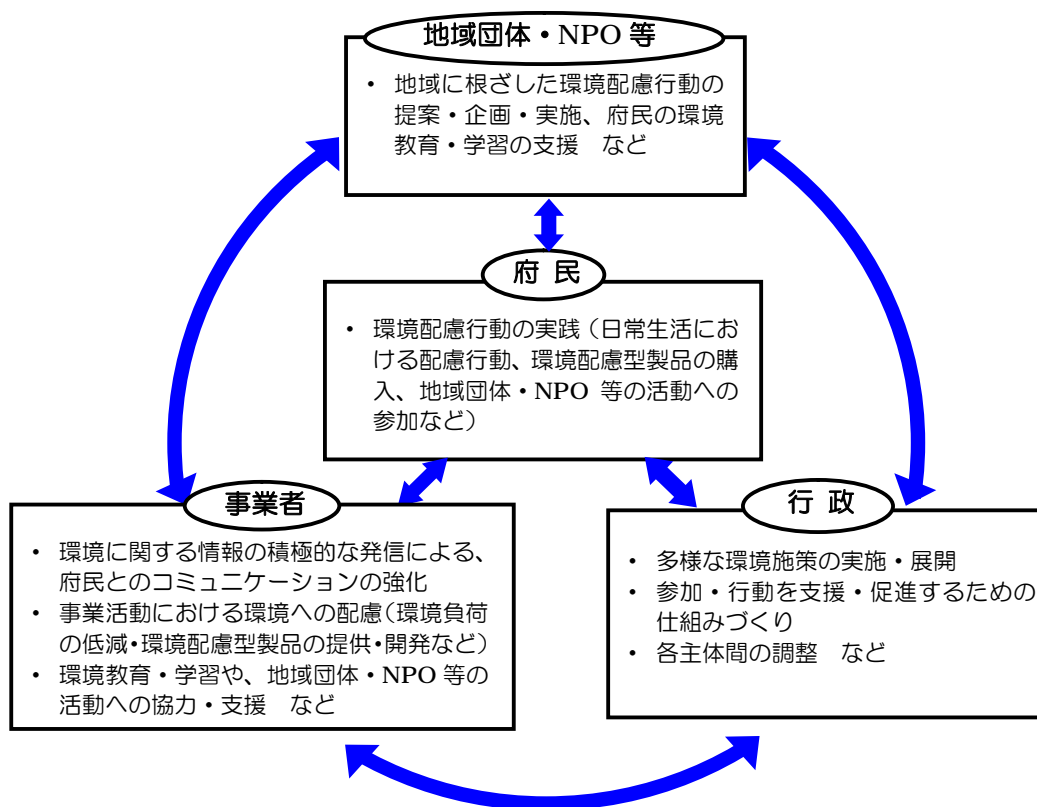 地域団体・NPO 等
・ 地域に根ざした環境配慮行動の
提案・企画・実施、府民の環境
教育・学習の支援　など
府 民
・ 環境配慮行動の実践（日常生活にお
ける配慮行動、環境配慮型製品の購
入、地域団体・NPO 等の活動への
参加など）
事業者
・ 環境に関する情報の積極的な発信による、
府民とのコミュニケーションの強化
・ 事業活動における環境への配慮（環境負荷
の低減・環境配慮型製品の提供・開発など）
・ 環境教育・学習や、地域団体・NPO 等の
活動への協力・支援　など
行 政
・ 多様な環境施策の実施・展開
・ 参加・行動を支援・促進するための
仕組みづくり
・ 各主体間の調整　など